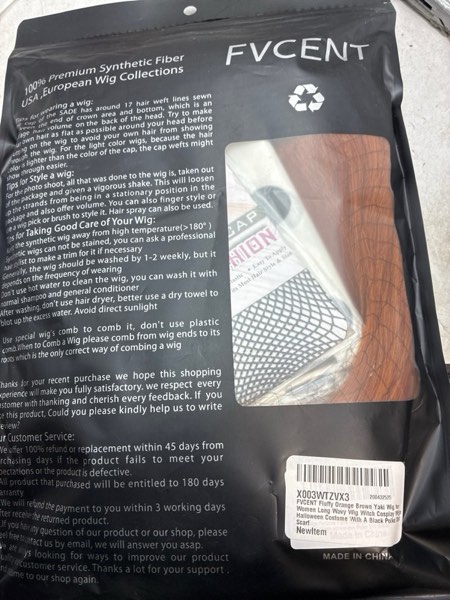 100% Premium Synthetic Fiber
USA, European Wig Collections
FVCENT
wearing a wig:
the SADE has around 17 hair weft lines sewn
end of crown area and bottom, which is an
volume on the back of the head. Try to make
own hair as flat as possible around your head before
on the wig to avoid your own hair from showing
the wig. For the light color wigs, because the hair
color is lighter than the color of the cap, the cap wefts might
show through easier.
Tips for Style a wig:
For the photo shoot, all that was done to the wig is, taken out
the package and given a vigorous shake. This will loosen
up the strands from being in a stationary position in the
package and also offer volume. You can also finger style or
a wig pick or brush to style it. Hair spray can also be used.
for Taking Good Care of Your Wig:
the synthetic wig away from high temperature(>180° )
wigs can not be stained, you can ask a professional
to make a trim for it if necessary
Generally, the wig should be washed by 1-2 weekly, but it
depends on the frequency of wearing
Don't use hot water to clean the wig, you can wash it with
normal shampoo and general conditioner
After washing, don't use hair dryer, better use a dry towel to
blot up the excess water. Avoid direct sunlight
Use special wig's comb to comb it, don't use plastic
comb.When to Comb a Wig please comb from wig ends to its
roots which is the only correct way of combing a wig
Thanks for your recent purchase we hope this shopping
experience will make you fully satisfactory. we respect every
customer with thanking and cherish every feedback. If you
this product, Could you please kindly help us to write
review?
Customer Service:
We offer 100% refund or replacement within 45 days from
purchasing days if the product fails to meet your
expectations or the product is defective.
All product that purchased will be entitled to 180 days
warranty
We will refund the payment to you within 3 working days
after receive the returned product.
If you have any question of our product or our shop, please
feel free to contact us by email, we will answer you asap.
looking for ways to improve our product
customer service. Thanks a lot for your support .
to our shop again.
CAP
X003WTZVX3
FVCENT Fluffy Orange Brown Yaki Wig
Women Long Wavy Wig Witch Cosplay
Halloween Costume With A Black Polka
Scarf
NewItem
MADE IN CHINA